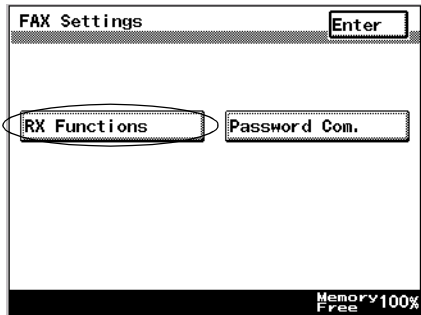 FAX Settings
Enter
RX Functions
Password Com.
Memory
Free 100%